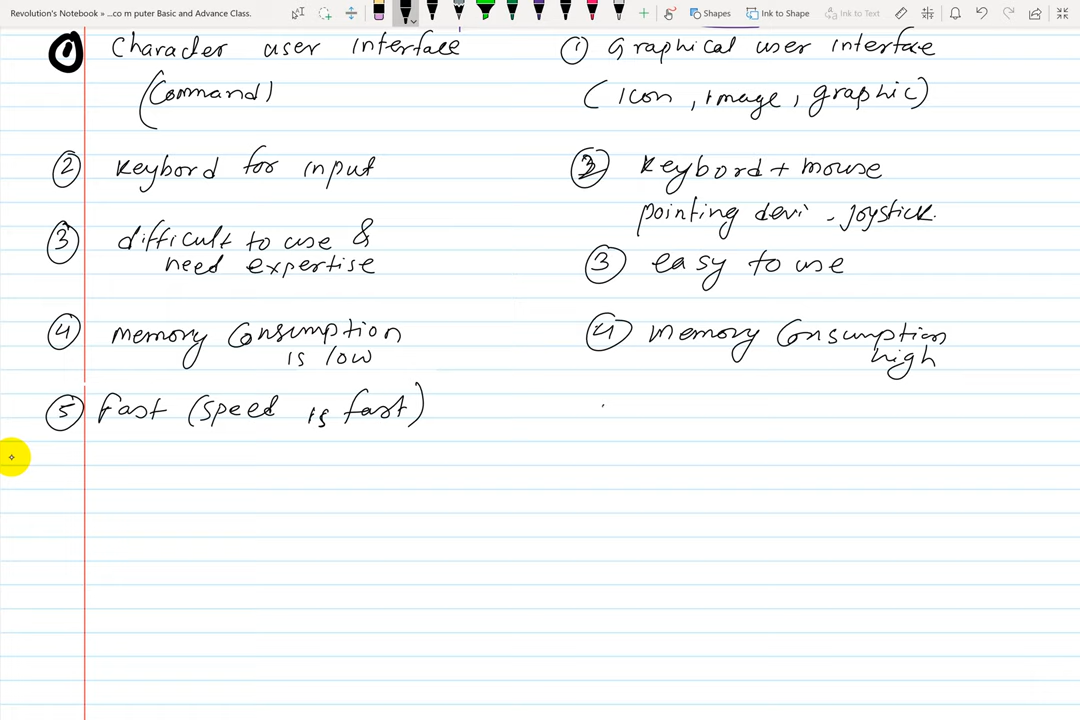 Revolution's Notebook » ...co m puter Basic and Advance Class.
Shapes
Ink to Shape
Ink to Text
① Character user interface
(Command)
② Keybord for input
③ difficult to use &
need expertise
④ Memory Consumption
is low
⑤ Fast (speed is fast)
① Graphical user interface
(Icon, Image, graphic)
② Keybord + mouse
pointing devi - joystick.
③ easy to use
④ Memory Consumption
high